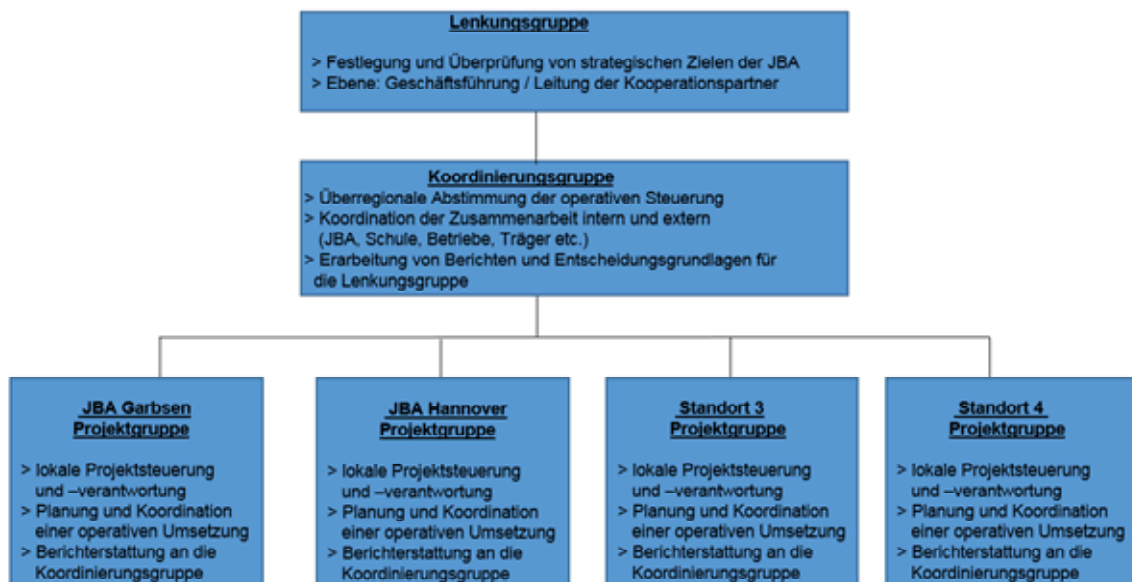 Lenkungsgruppe
> Festlegung und Überprüfung von strategischen Zielen der JBA
> Ebene: Geschäftsführung / Leitung der Kooperationspartner
Koordinierungsgruppe
> Überregionale Abstimmung der operativen Steuerung
> Koordination der Zusammenarbeit intern und extern
(JBA, Schule, Betriebe, Träger etc.)
> Erarbeitung von Berichten und Entscheidungsgrundlagen für
die Lenkungsgruppe
JBA Garbsen
Projektgruppe
> lokale Projektsteuerung
und –verantwortung
> Planung und Koordination
einer operativen Umsetzung
> Berichterstattung an die
Koordinierungsgruppe
JBA Hannover
Projektgruppe
> lokale Projektsteuerung
und –verantwortung
> Planung und Koordination
einer operativen Umsetzung
> Berichterstattung an die
Koordinierungsgruppe
Standort 3
Projektgruppe
> lokale Projektsteuerung
und –verantwortung
> Planung und Koordination
einer operativen Umsetzung
> Berichterstattung an die
Koordinierungsgruppe
Standort 4
Projektgruppe
> lokale Projektsteuerung
und –verantwortung
> Planung und Koordination
einer operativen Umsetzung
> Berichterstattung an die
Koordinierungsgruppe